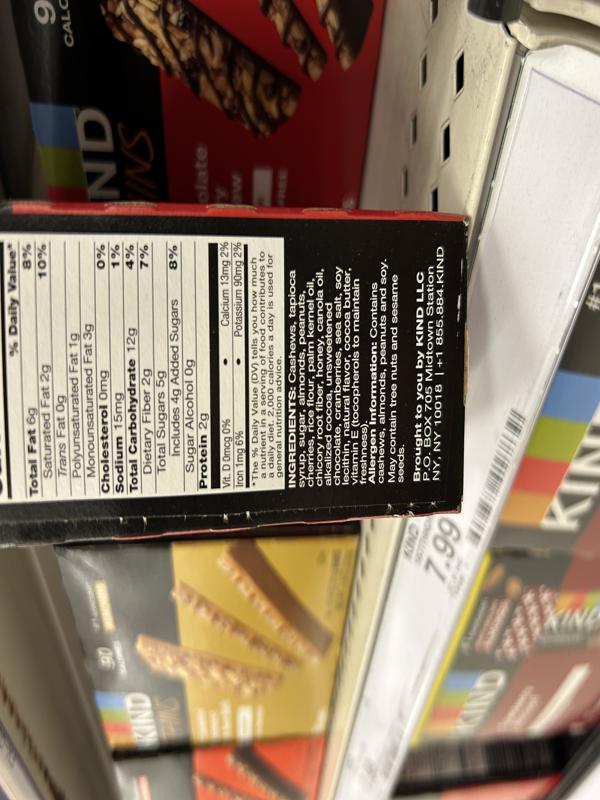 % Daily Value*
Total Fat 6g 8%
Saturated Fat 2g 10%
Trans Fat 0g
Polyunsaturated Fat 1g
Monounsaturated Fat 3g
Cholesterol 0mg 0%
Sodium 15mg 1%
Total Carbohydrate 12g 4%
Dietary Fiber 2g 7%
Total Sugars 5g
Includes 4g Added Sugars 8%
Sugar Alcohol 0g
Protein 2g
Vit. D 0mcg 0% • Calcium 13mg 2%
Iron 1mg 6% • Potassium 90mg 2%
*The % Daily Value (DV) tells you how much
a nutrient in a serving of food contributes to
a daily diet. 2,000 calories a day is used for
general nutrition advice.
INGREDIENTS: Cashews, tapioca
syrup, sugar, almonds, peanuts,
cherries, rice flour, palm kernel oil,
chicory root fiber, honey, canola oil,
alkalized cocoa, unsweetened
chocolate, cranberries, sea salt, soy
lecithin, natural flavor, cocoa butter,
vitamin E (tocopherols to maintain
freshness).
Allergen Information: Contains
cashews, almonds, peanuts and soy.
May contain tree nuts and sesame
seeds.
Brought to you by KIND LLC
P.O. BOX 705 Midtown Station
NY, NY 10018 | +1 855.884.KIND
KIND
7.99
#1
KIND
90
KIND
KIND
KIND